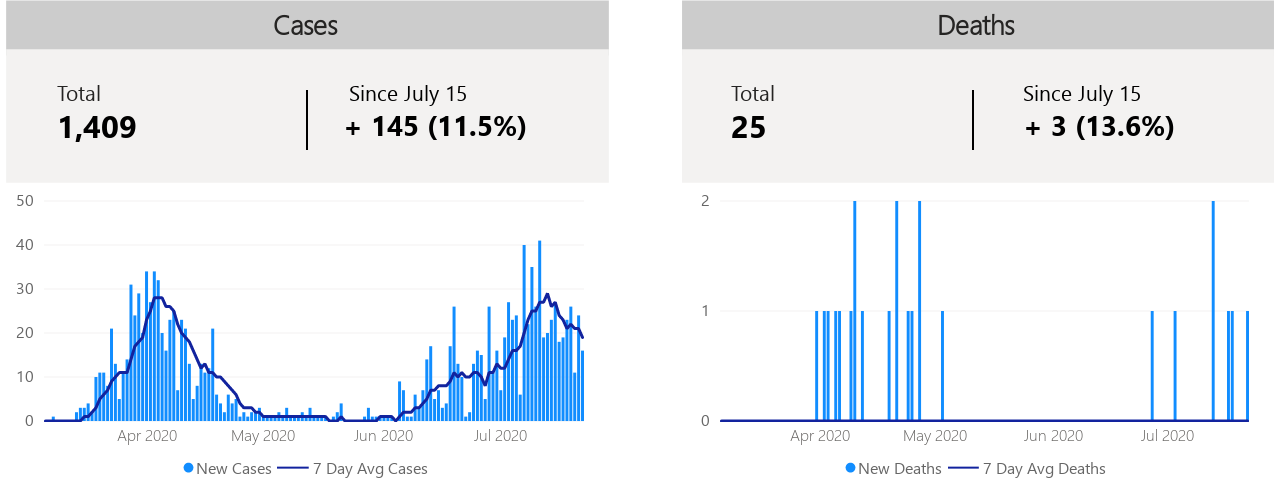 Cases
Total
1,409
Since July 15
+ 145 (11.5%)
50
40
30
20
10
0
Apr 2020 May 2020 Jun 2020 Jul 2020
New Cases 7 Day Avg Cases
Deaths
Total
25
Since July 15
+ 3 (13.6%)
2
1
0
Apr 2020 May 2020 Jun 2020 Jul 2020
New Deaths 7 Day Avg Deaths